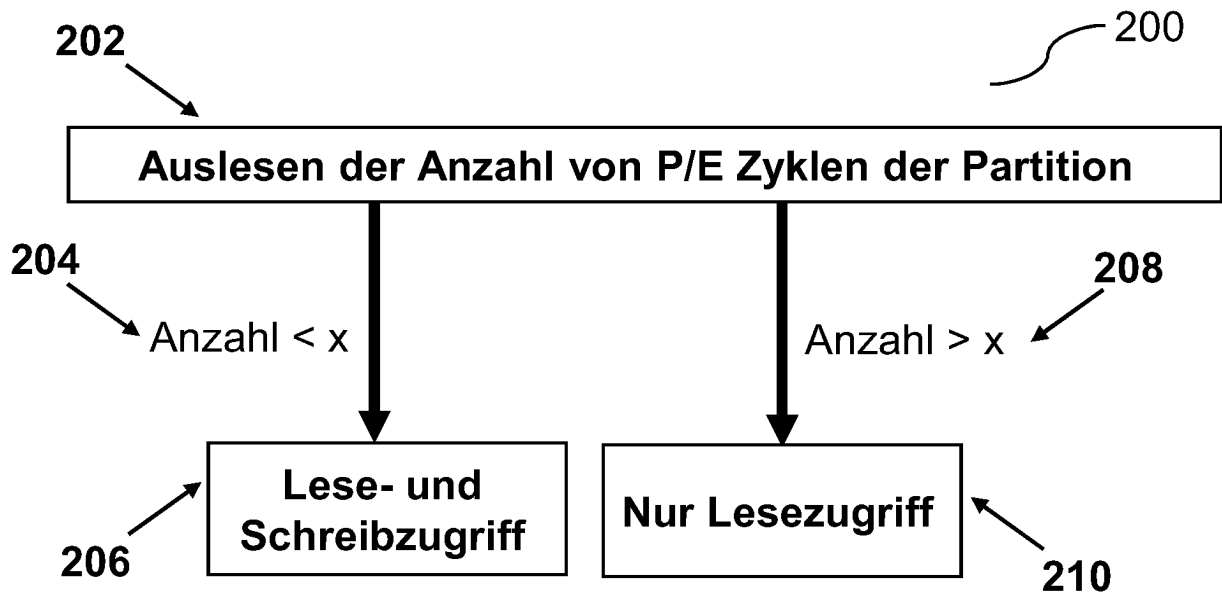 202
200
Auslesen der Anzahl von P/E Zyklen der Partition
204
208
Anzahl < x
Anzahl > x
Lese- und
Schreibzugriff
Nur Lesezugriff
206
210